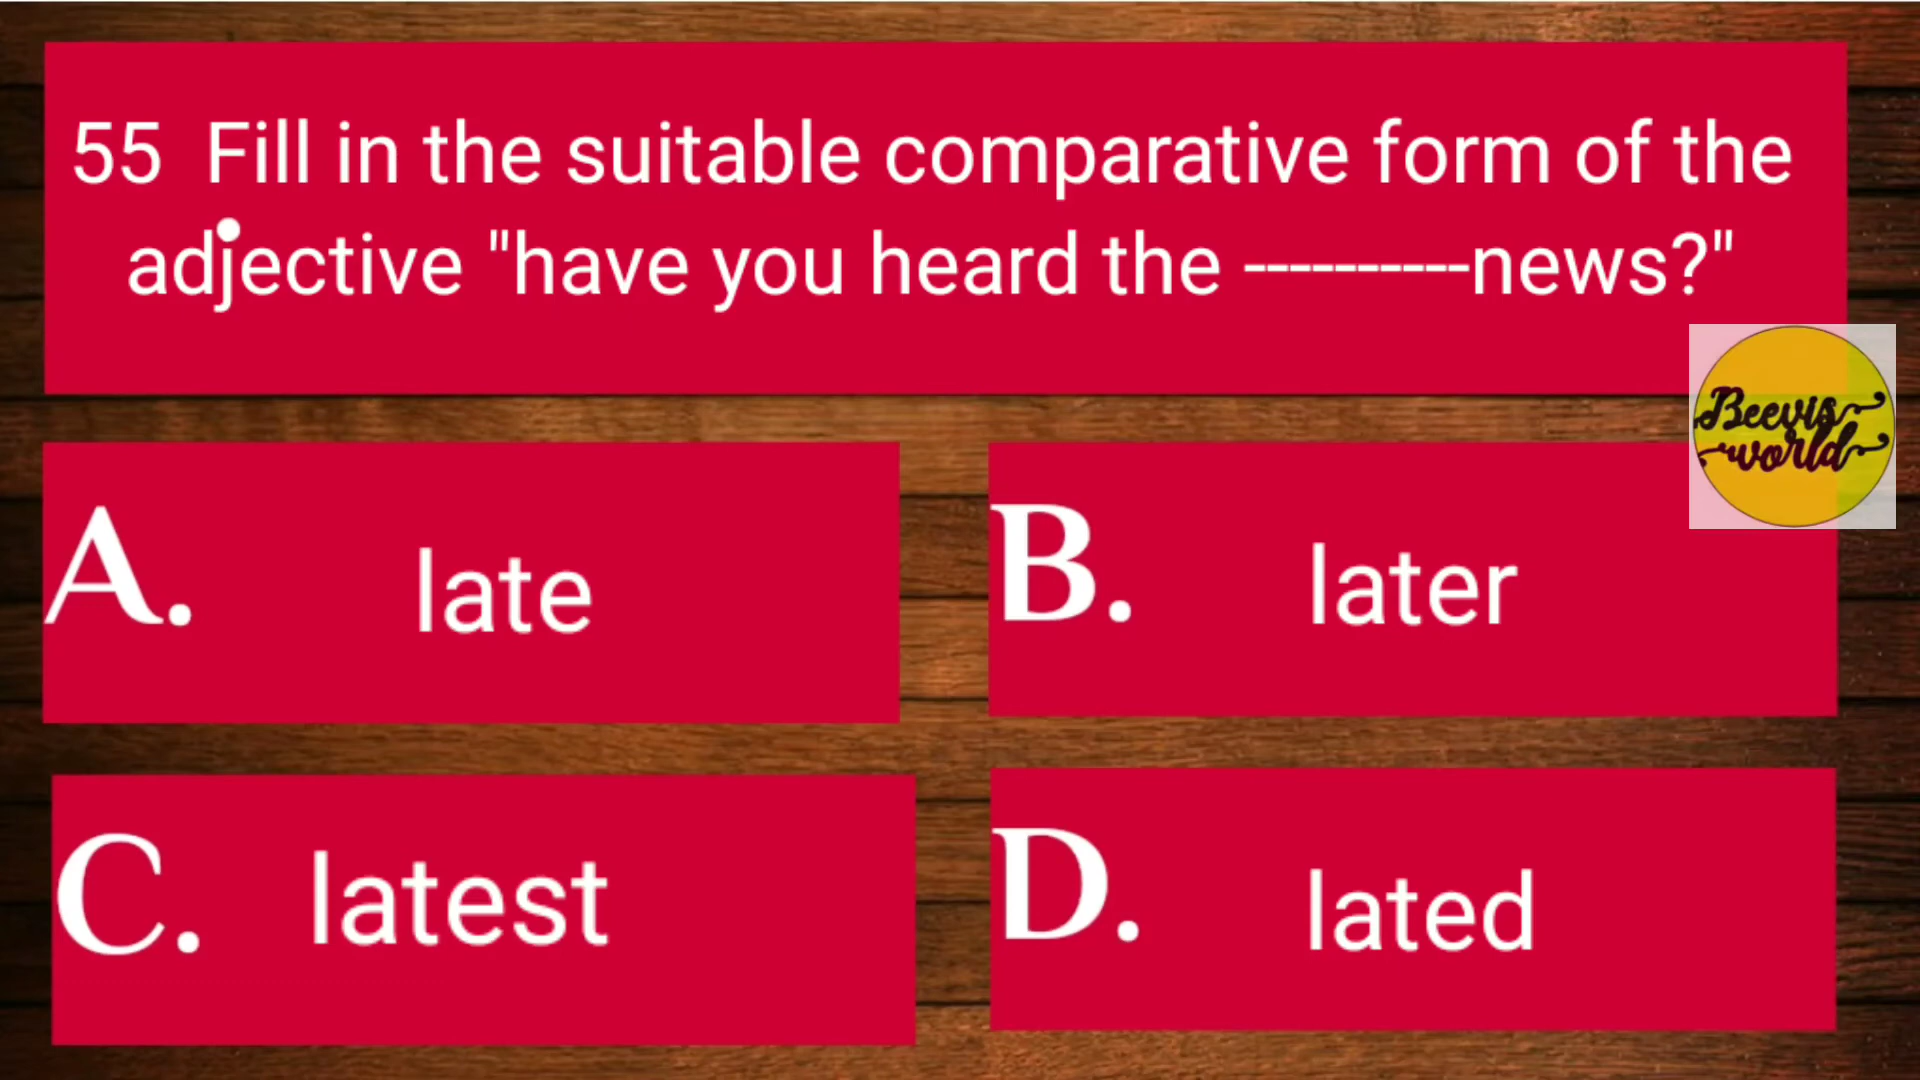 55  Fill in the suitable comparative form of the
adjective "have you heard the ----------news?"
Beevis
world
A. late
B. later
C. latest
D. lated